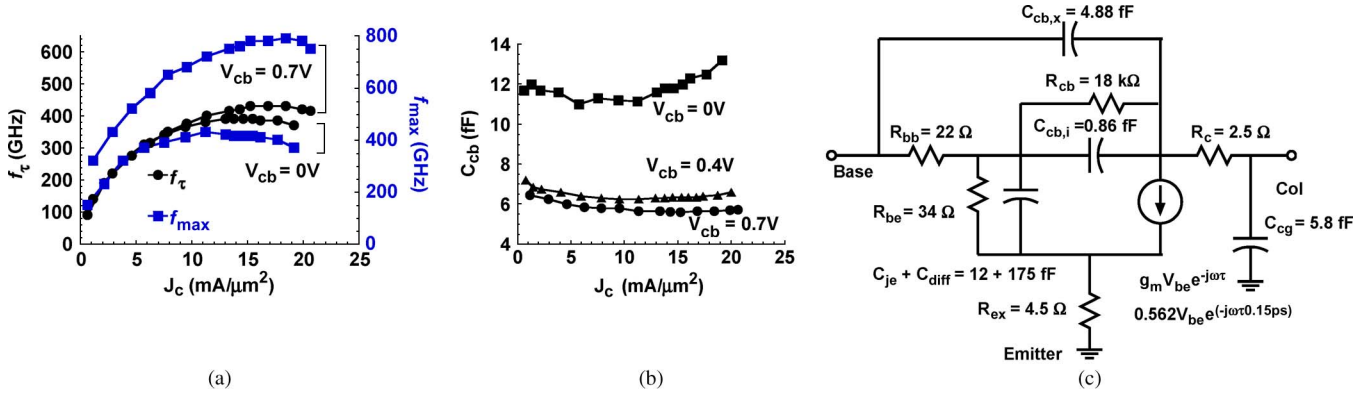 (a)
f_τ (GHz)
600
500
400
300
200
100
0
0
5
10
15
20
25
J_c (mA/μm²)
800
600
400
200
0
f_max (GHz)
V_cb = 0.7V
V_cb = 0V
f_τ
f_max
(a)
(b)
C_cb (fF)
14
12
10
8
6
4
0
5
10
15
20
25
J_c (mA/μm²)
V_cb = 0V
V_cb = 0.4V
V_cb = 0.7V
(b)
(c)
C_cb,x = 4.88 fF
R_cb = 18 kΩ
C_cb,i =0.86 fF
R_bb = 22 Ω
R_c = 2.5 Ω
Base
Col
R_be = 34 Ω
C_cg = 5.8 fF
C_je + C_diff = 12 + 175 fF
g_mV_be e^-jωτ
R_ex = 4.5 Ω
0.562V_be e^(-jωτ0.15ps)
Emitter
(c)